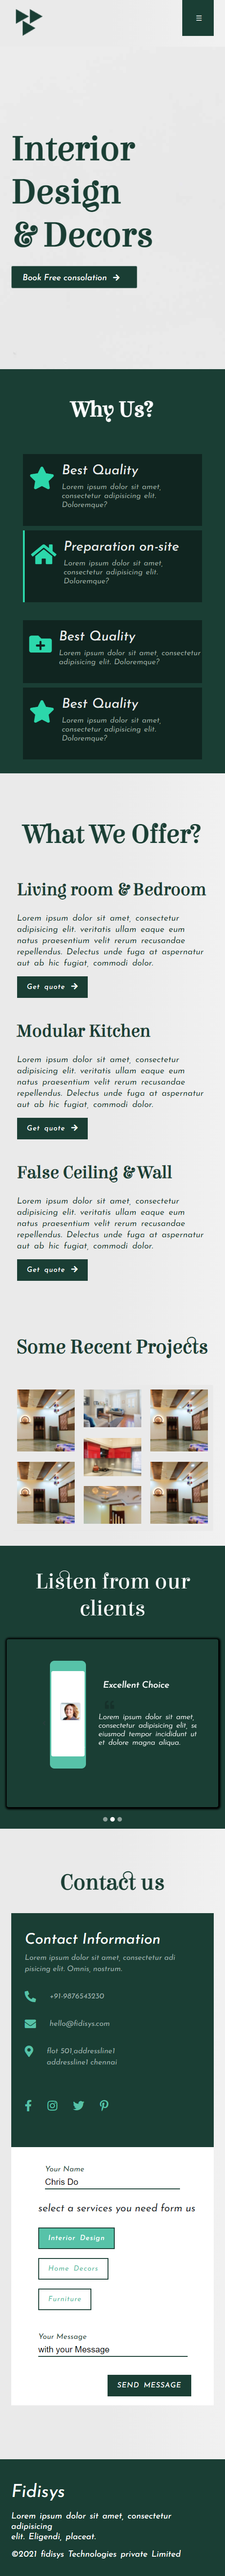 Interior
Design
& Decors
Book Free consolation
Why Us?
Best Quality
Lorem ipsum dolor sit amet,
consectetur adipisicing elit.
Doloremque?
Preparation on-site
Lorem ipsum dolor sit amet,
consectetur adipisicing elit.
Doloremque?
Best Quality
Lorem ipsum dolor sit amet, consectetur
adipisicing elit. Doloremque?
Best Quality
Lorem ipsum dolor sit amet,
consectetur adipisicing elit.
Doloremque?
What We Offer?
Living room & Bedroom
Lorem ipsum dolor sit amet, consectetur
adipisicing elit. veritatis ullam eaque eum
natus praesentium velit rerum recusandae
repellendus. Delectus unde fuga at aspernatur
aut ab hic fugiat, commodi dolor.
Get quote
Modular Kitchen
Lorem ipsum dolor sit amet, consectetur
adipisicing elit. veritatis ullam eaque eum
natus praesentium velit rerum recusandae
repellendus. Delectus unde fuga at aspernatur
aut ab hic fugiat, commodi dolor.
Get quote
False Ceiling & Wall
Lorem ipsum dolor sit amet, consectetur
adipisicing elit. veritatis ullam eaque eum
natus praesentium velit rerum recusandae
repellendus. Delectus unde fuga at aspernatur
aut ab hic fugiat, commodi dolor.
Get quote
Some Recent Projects
Listen from our
clients
Excellent Choice
Lorem ipsum dolor sit amet,
consectetur adipisicing elit, se
eiusmod tempor incididunt ut
et dolore magna aliqua.
Contact us
Contact Information
Lorem ipsum dolor sit amet, consectetur adi
pisicing elit. Omnis, nostrum.
+91-9876543230
hello@fidisys.com
flot 501,addressline1
addressline1 chennai
Your Name
Chris Do
select a services you need form us
Interior Design
Home Decors
Furniture
Your Message
with your Message
SEND MESSAGE
Fidisys
Lorem ipsum dolor sit amet, consectetur
adipisicing
elit. Eligendi, placeat.
©2021 fidisys Technologies private Limited